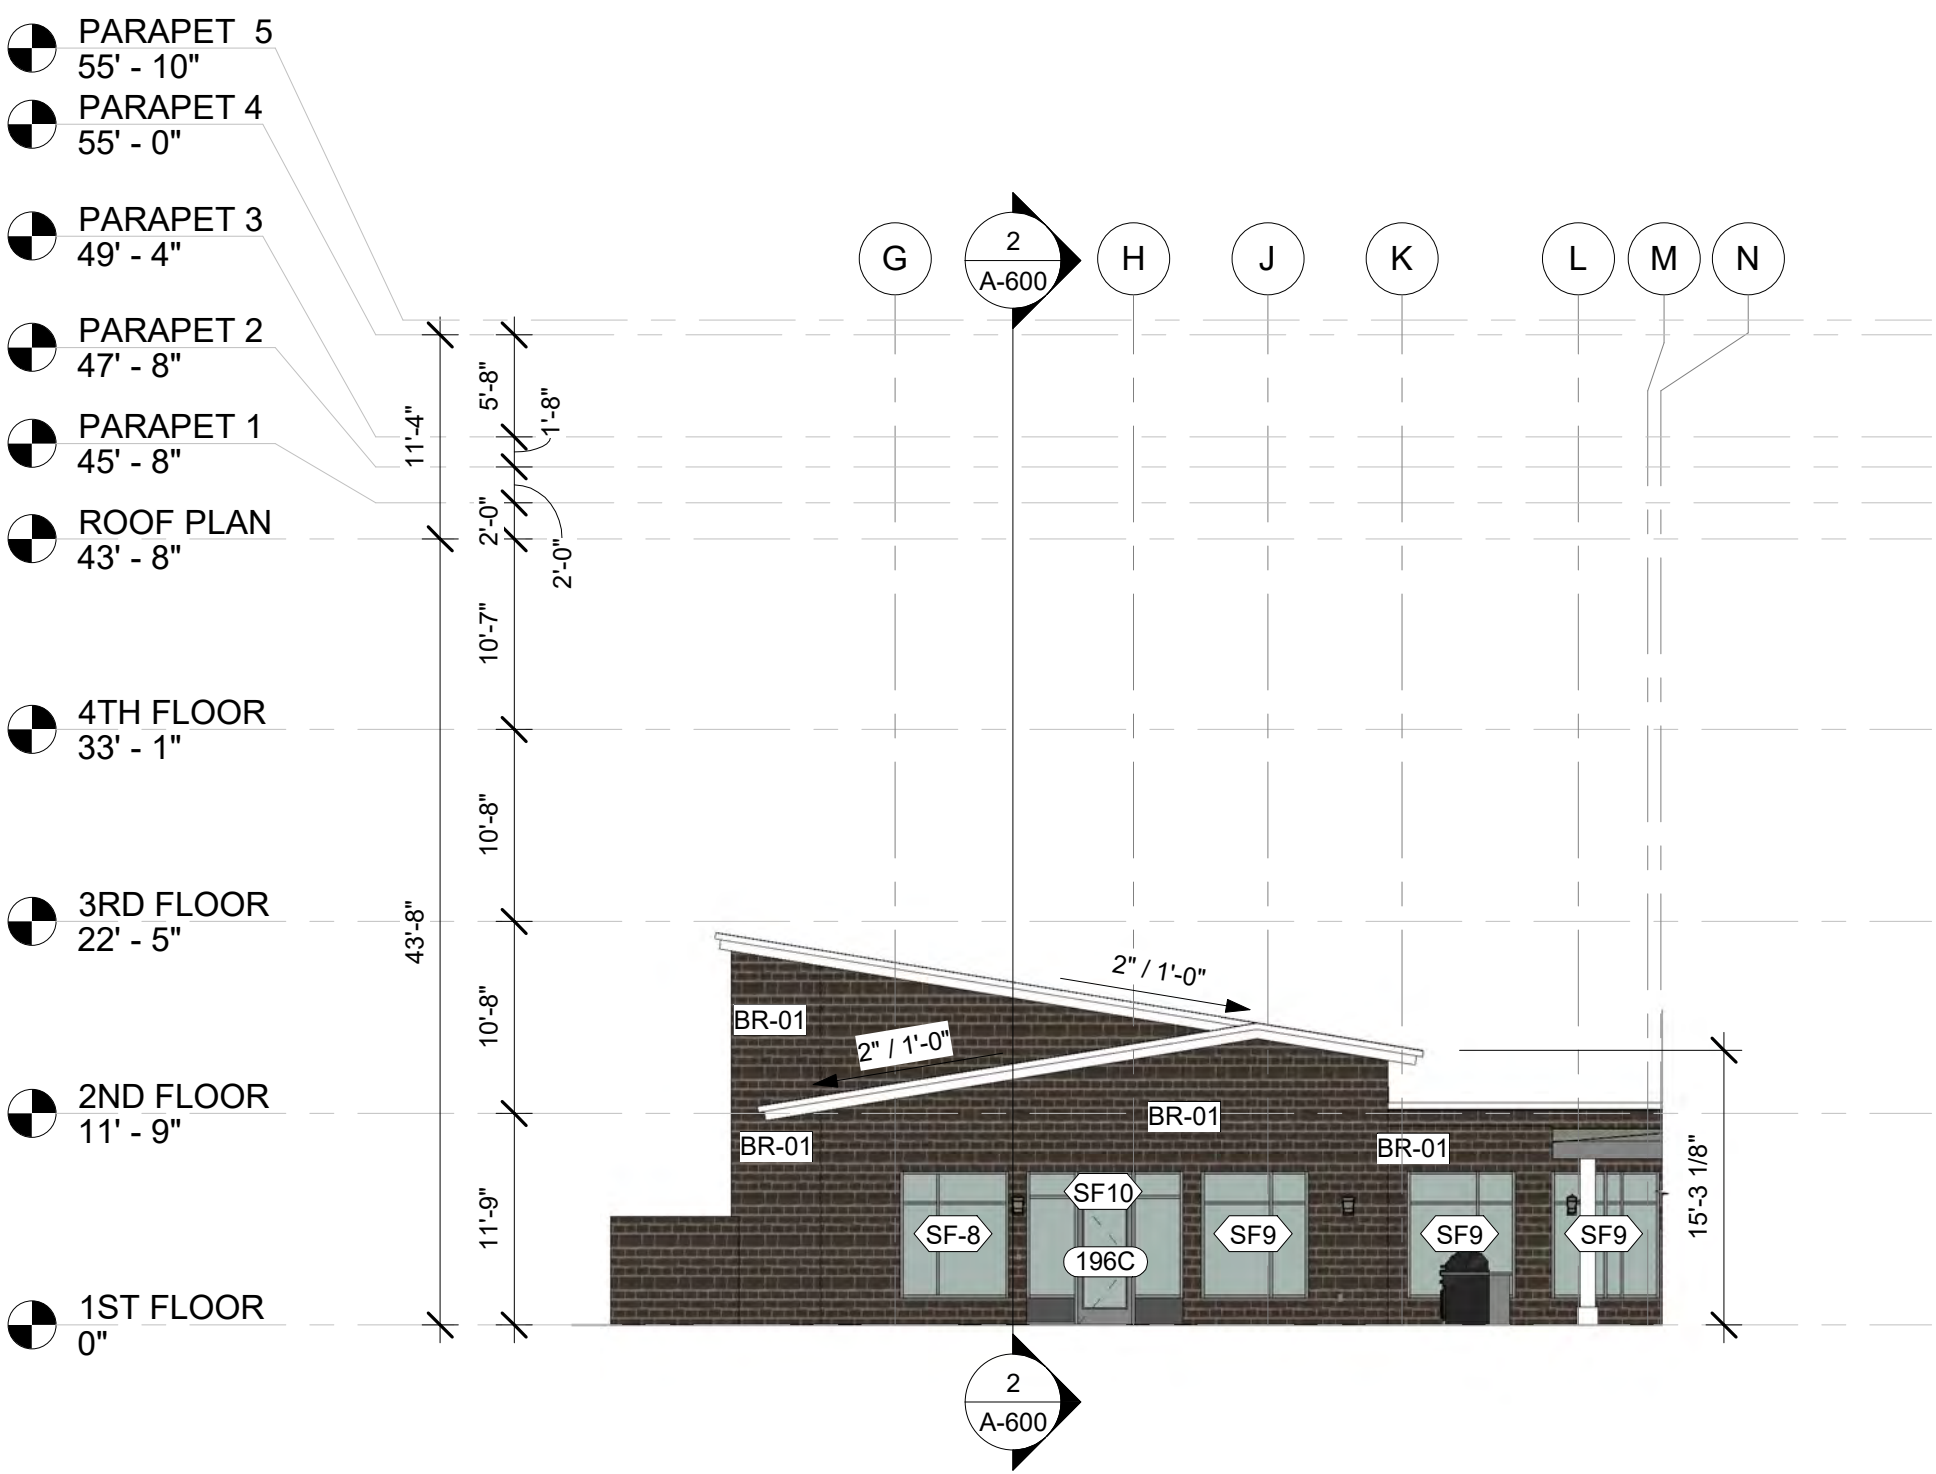 PARAPET 5
55' - 10"
PARAPET 4
55' - 0"
PARAPET 3
49' - 4"
PARAPET 2
47' - 8"
PARAPET 1
45' - 8"
ROOF PLAN
43' - 8"
4TH FLOOR
33' - 1"
3RD FLOOR
22' - 5"
2ND FLOOR
11' - 9"
1ST FLOOR
0"
11'-4"
43'-8"
5'-8"
1'-8"
2'-0"
2'-0"
10'-7"
10'-8"
10'-8"
11'-9"
G
2
A-600
H
J
K
L
M
N
2" / 1'-0"
BR-01
2" / 1'-0"
BR-01
BR-01
BR-01
SF-8
SF10
196C
SF9
SF9
SF9
15'-3 1/8"
2
A-600